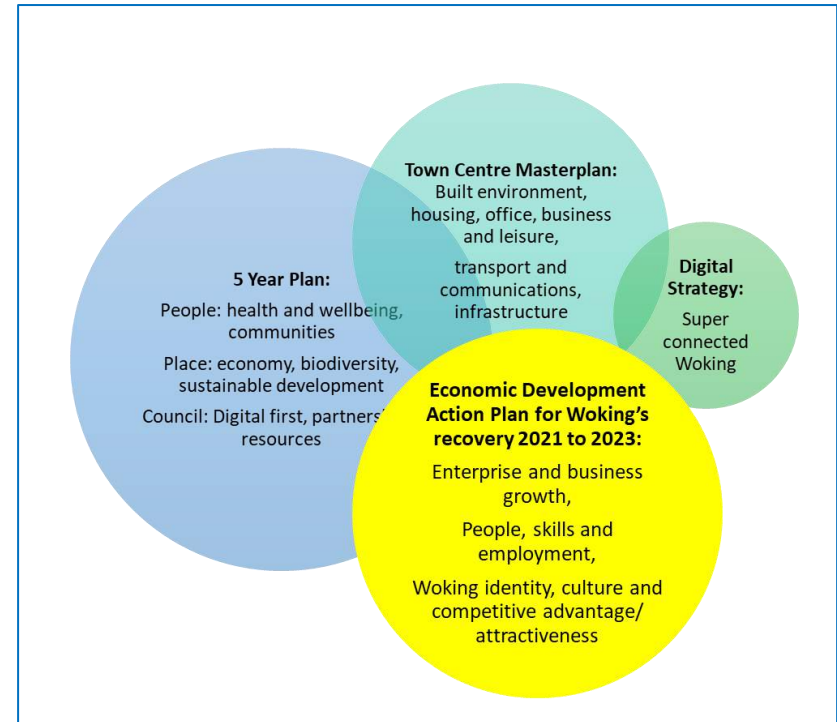 Town Centre Masterplan:
Built environment,
housing, office, business
and leisure,
transport and
communications,
infrastructure
Digital
Strategy:
Super
connected
Woking
5 Year Plan:
People: health and wellbeing,
communities
Place: economy, biodiversity,
sustainable development
Council: Digital first,
resources
Economic Development
Action Plan for Woking's
recovery 2021 to 2023:
Enterprise and business
growth,
People, skills and
employment,
Woking identity, culture and
competitive advantage/
attractiveness